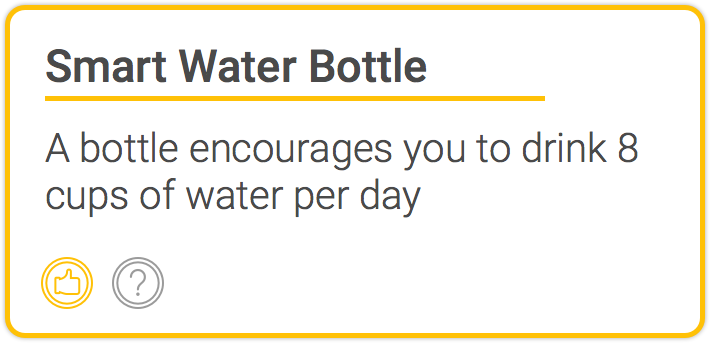 Smart Water Bottle
A bottle encourages you to drink 8
cups of water per day
?